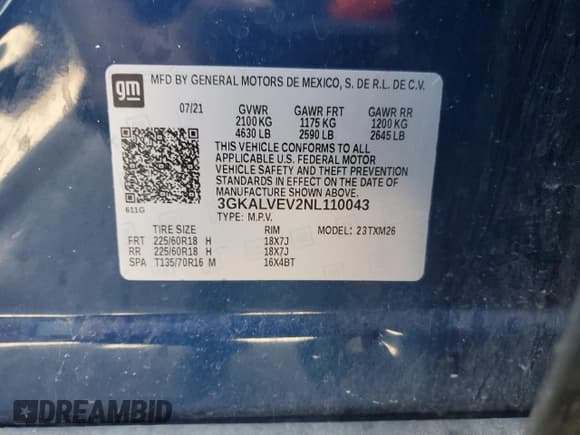 gm
MFD BY GENERAL MOTORS DE MEXICO, S. DE R.L. DE C.V.
07/21 GVWR GAWR FRT GAWR RR
2100 KG 1175 KG 1200 KG
4630 LB 2590 LB 2645 LB
THIS VEHICLE CONFORMS TO ALL
APPLICABLE U.S. FEDERAL MOTOR
VEHICLE SAFETY AND THEFT PREVENTION
STANDARDS IN EFFECT ON THE DATE OF
MANUFACTURE SHOWN ABOVE.
611G 3GKALVEV2NL110043
TYPE: M.P.V.
TIRE SIZE RIM MODEL: 23TXM26
FRT 225/60R18 H 18X7J
RR 225/60R18 H 18X7J
SPA T135/70R16 M 16X4BT
DREAMBID